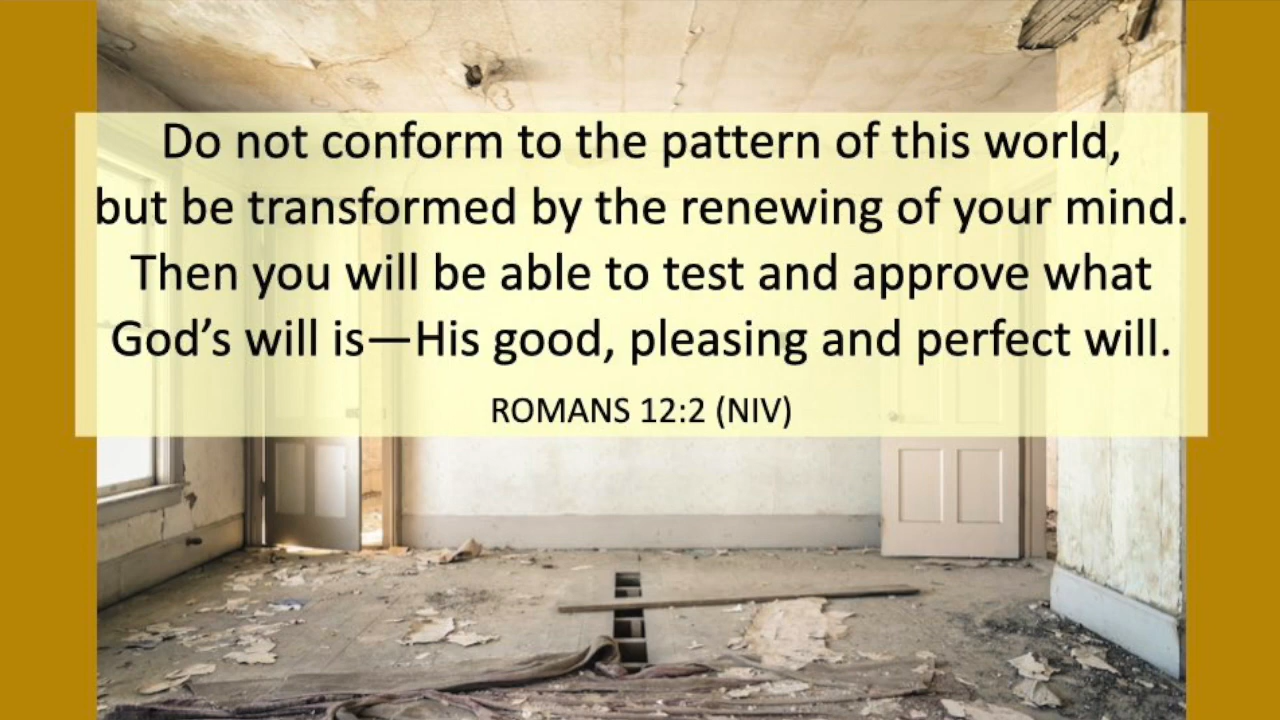 Do not conform to the pattern of this world,
but be transformed by the renewing of your mind.
Then you will be able to test and approve what
God’s will is—His good, pleasing and perfect will.
ROMANS 12:2 (NIV)